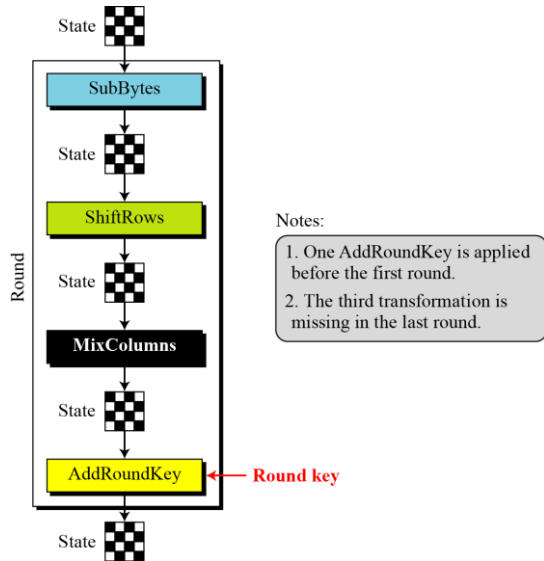 State
SubBytes
State
ShiftRows
State
MixColumns
State
AddRoundKey
Round key
State
Round
Notes:
1. One AddRoundKey is applied
before the first round.
2. The third transformation is
missing in the last round.